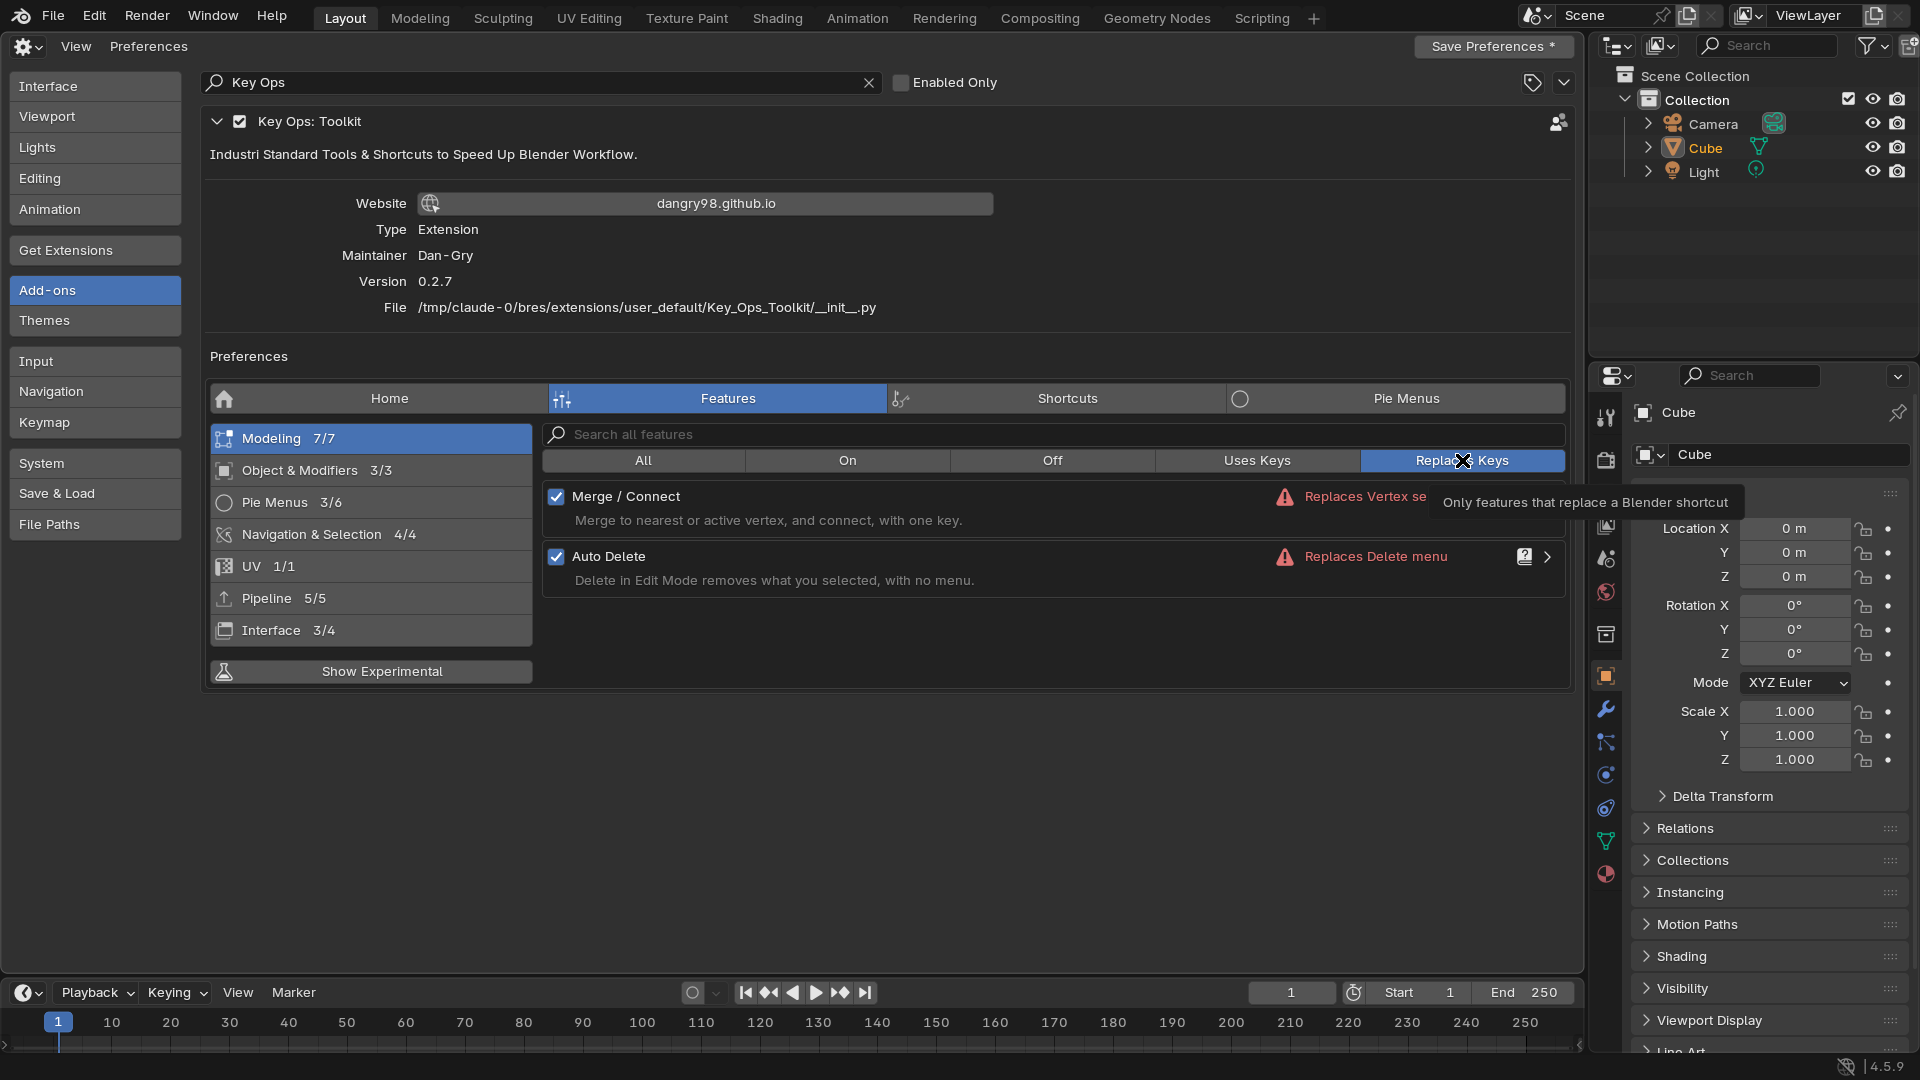 File Edit Render Window Help
Layout Modeling Sculpting UV Editing Texture Paint Shading Animation Rendering Compositing Geometry Nodes Scripting
Scene
ViewLayer
View Preferences
Save Preferences *
Search
Interface
Viewport
Lights
Editing
Animation
Get Extensions
Add-ons
Themes
Input
Navigation
Keymap
System
Save & Load
File Paths
Key Ops
Enabled Only
Key Ops: Toolkit
Industri Standard Tools & Shortcuts to Speed Up Blender Workflow.
Website dangry98.github.io
Type Extension
Maintainer Dan-Gry
Version 0.2.7
File /tmp/claude-0/bres/extensions/user_default/Key_Ops_Toolkit/__init__.py
Preferences
Home Features Shortcuts Pie Menus
Modeling 7/7
Object & Modifiers 3/3
Pie Menus 3/6
Navigation & Selection 4/4
UV 1/1
Pipeline 5/5
Interface 3/4
Show Experimental
Search all features
All On Off Uses Keys Replaces Keys
Merge / Connect Replaces Vertex se
Merge to nearest or active vertex, and connect, with one key.
Only features that replace a Blender shortcut
Auto Delete Replaces Delete menu
Delete in Edit Mode removes what you selected, with no menu.
Scene Collection
Collection
Camera
Cube
Light
Search
Cube
Cube
Location X 0 m
Y 0 m
Z 0 m
Rotation X 0°
Y 0°
Z 0°
Mode XYZ Euler
Scale X 1.000
Y 1.000
Z 1.000
Delta Transform
Relations
Collections
Instancing
Motion Paths
Shading
Visibility
Viewport Display
Line Art
Playback Keying View Marker
1
Start 1
End 250
1 10 20 30 40 50 60 70 80 90 100 110 120 130 140 150 160 170 180 190 200 210 220 230 240 250
4.5.9